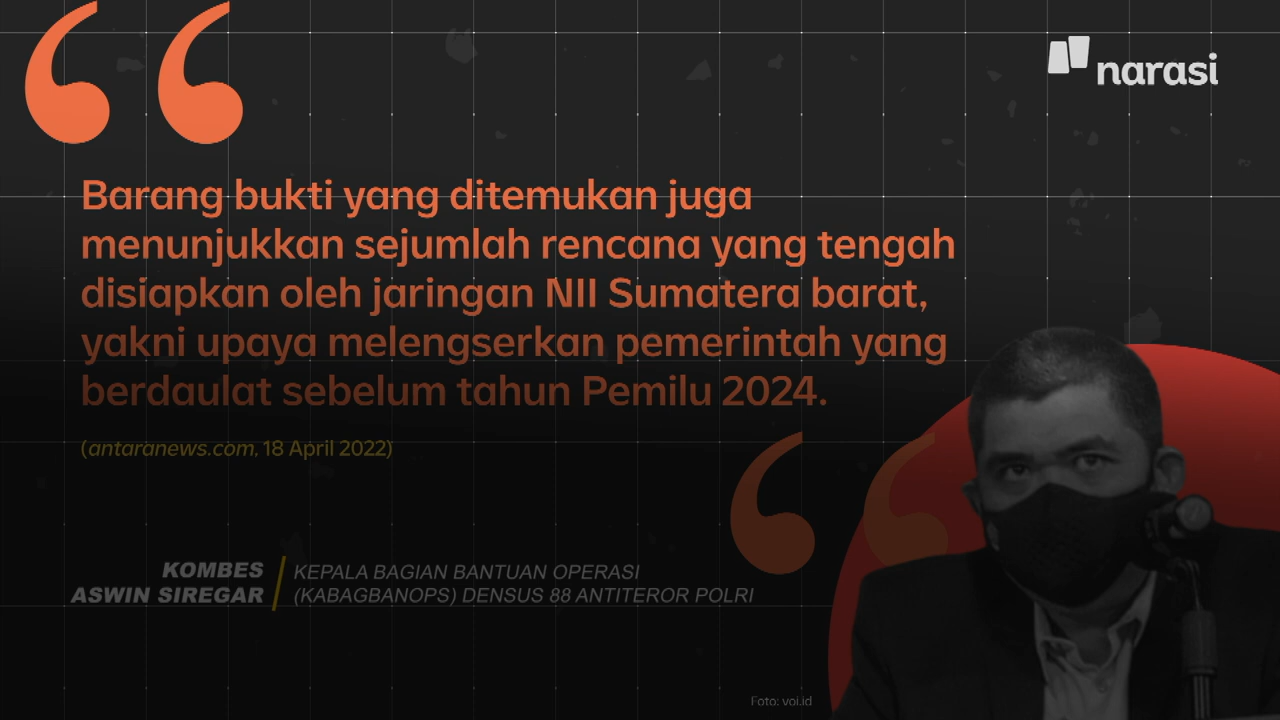 narasi
Barang bukti yang ditemukan juga
menunjukkan sejumlah rencana yang tengah
disiapkan oleh jaringan NII Sumatera barat,
yakni upaya melengserkan pemerintah yang
berdaulat sebelum tahun Pemilu 2024.
(antaranews.com, 18 April 2022)
KOMBES
ASWIN SIREGAR
KEPALA BAGIAN BANTUAN OPERASI
(KABAGBANOPS) DENSUS 88 ANTITEROR POLRI
Foto: voi.id